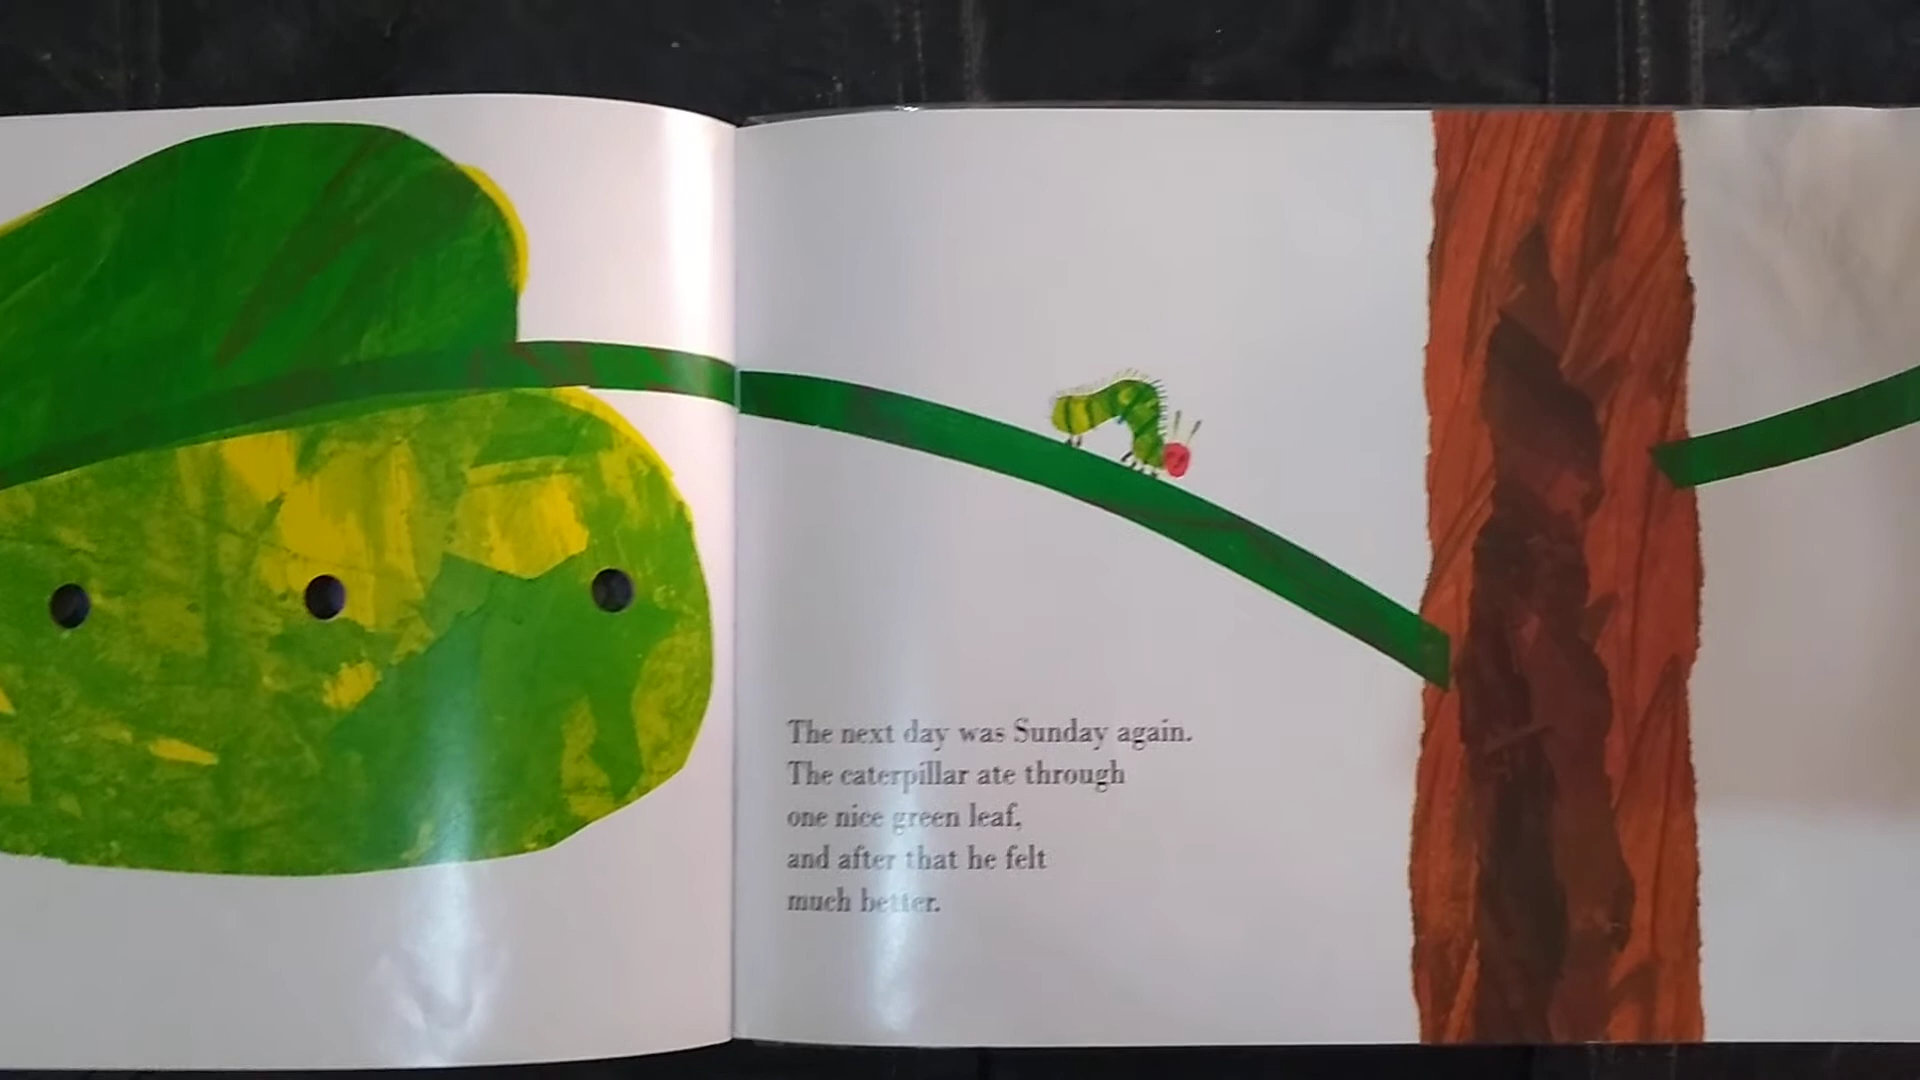 The next day was Sunday again.
The caterpillar ate through
one nice green leaf,
and after that he felt
much better.